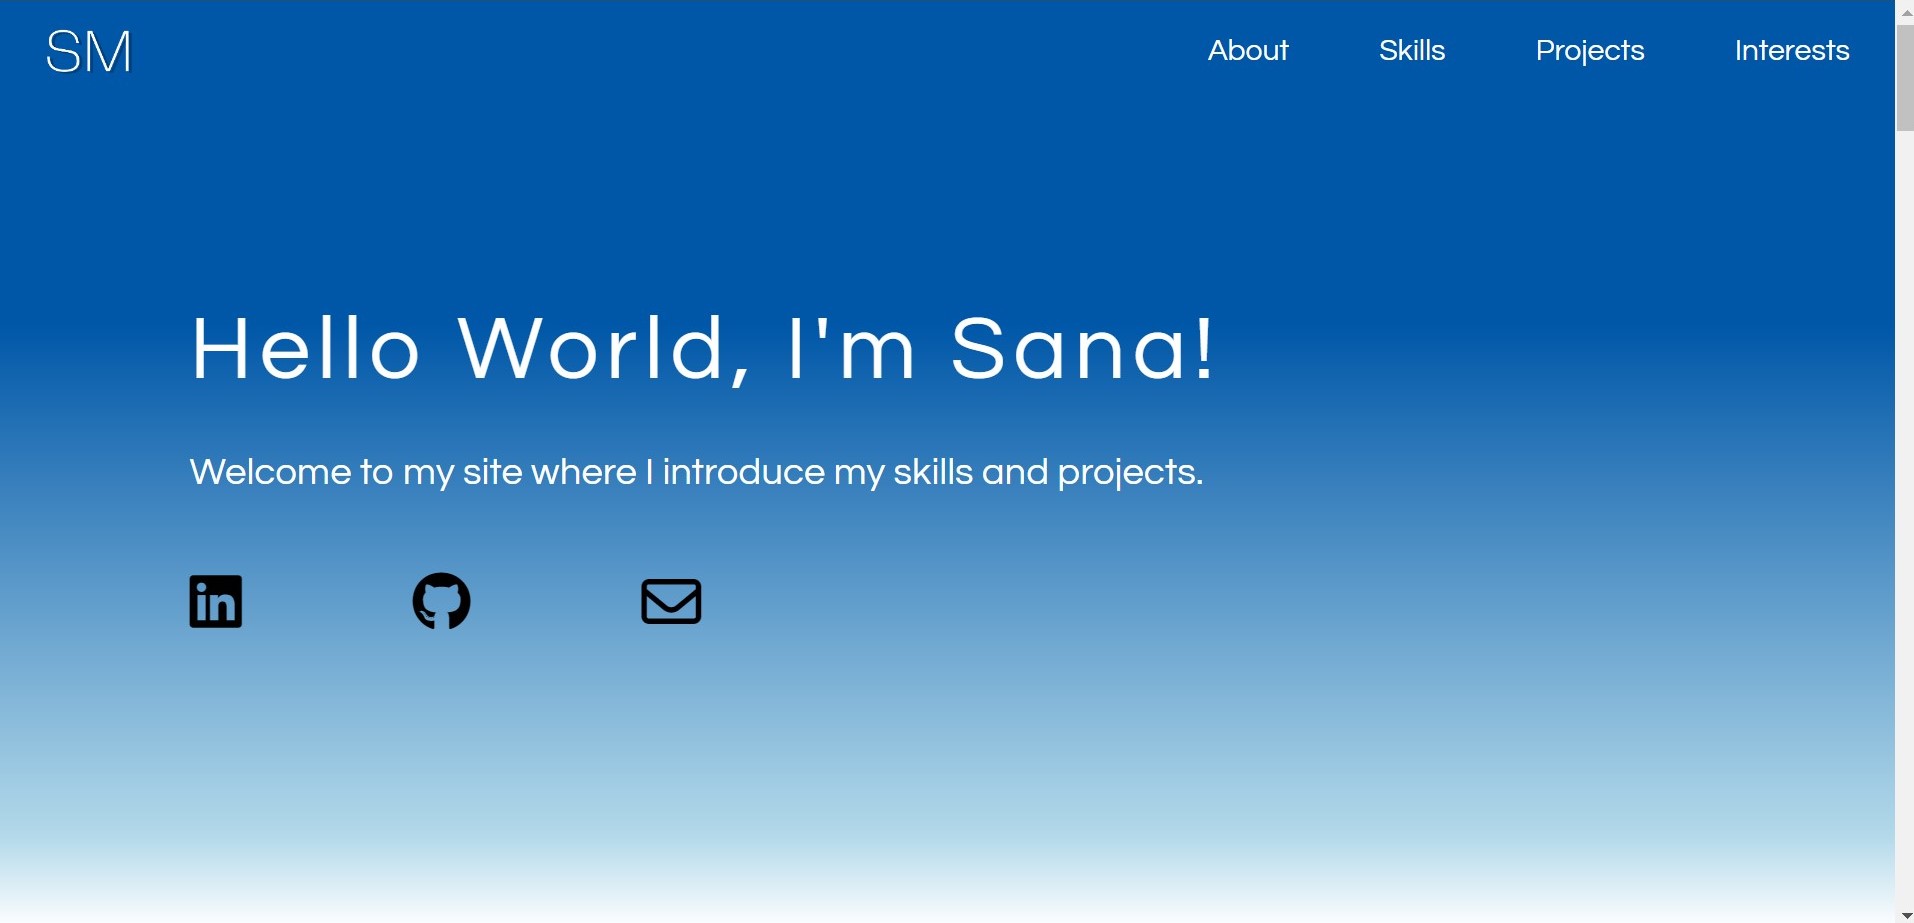 SM
About Skills Projects Interests
Hello World, I'm Sana!
Welcome to my site where I introduce my skills and projects.
in